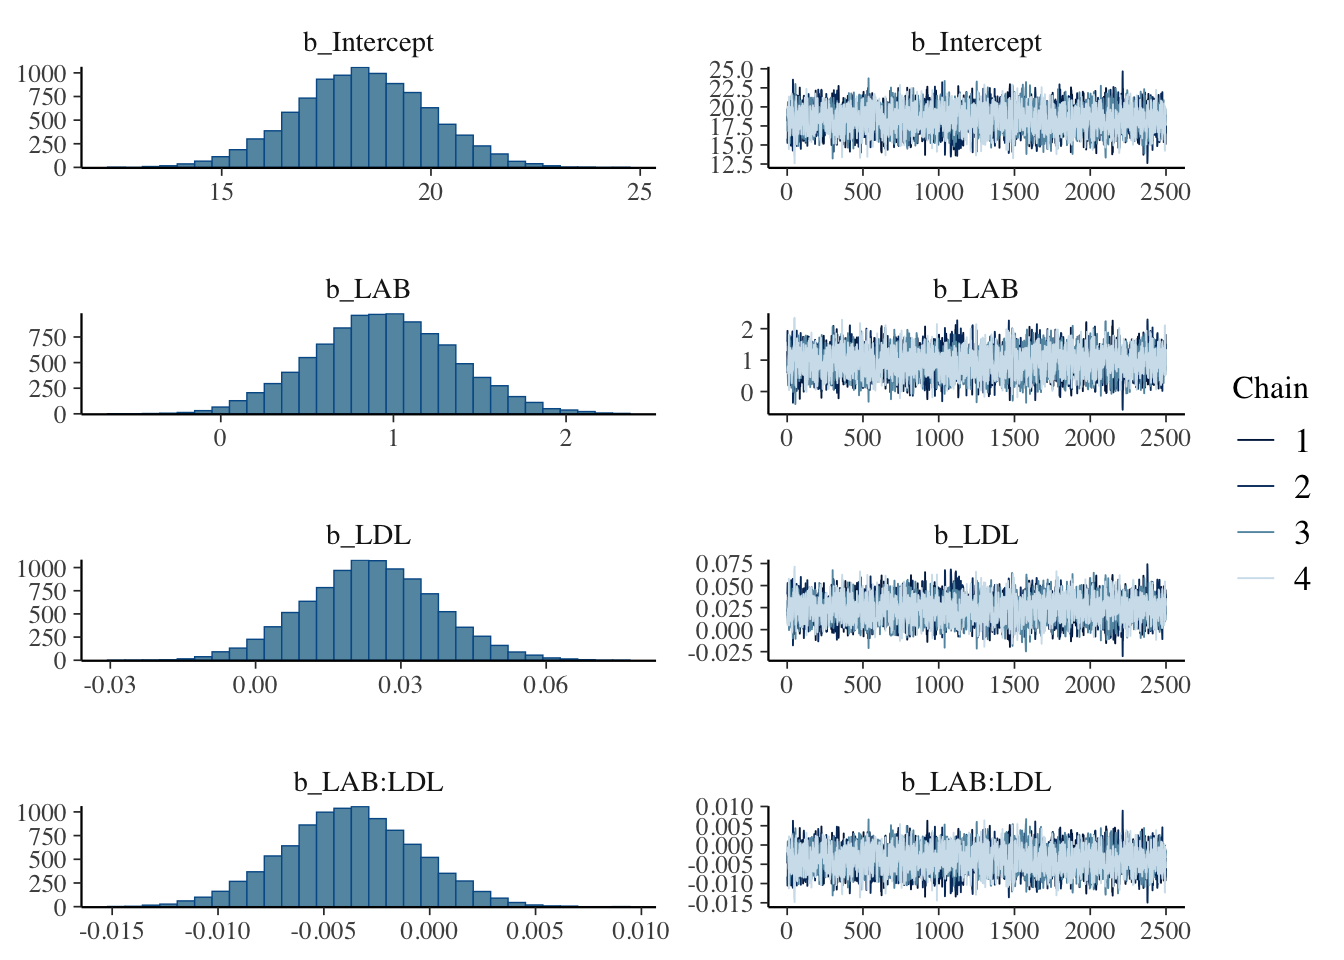 b_Intercept
1000
750
500
250
0
15 20 25
b_Intercept
25.0
22.5
20.0
17.5
15.0
12.5
0 500 1000 1500 2000 2500
b_LAB
750
500
250
0
0 1 2
b_LAB
2
1
0
0 500 1000 1500 2000 2500
b_LDL
1000
750
500
250
0
-0.03 0.00 0.03 0.06
b_LDL
0.075
0.050
0.025
0.000
-0.025
0 500 1000 1500 2000 2500
b_LAB:LDL
1000
750
500
250
0
-0.015 -0.010 -0.005 0.000 0.005 0.010
b_LAB:LDL
0.010
0.005
0.000
-0.005
-0.010
-0.015
0 500 1000 1500 2000 2500
Chain
1
2
3
4